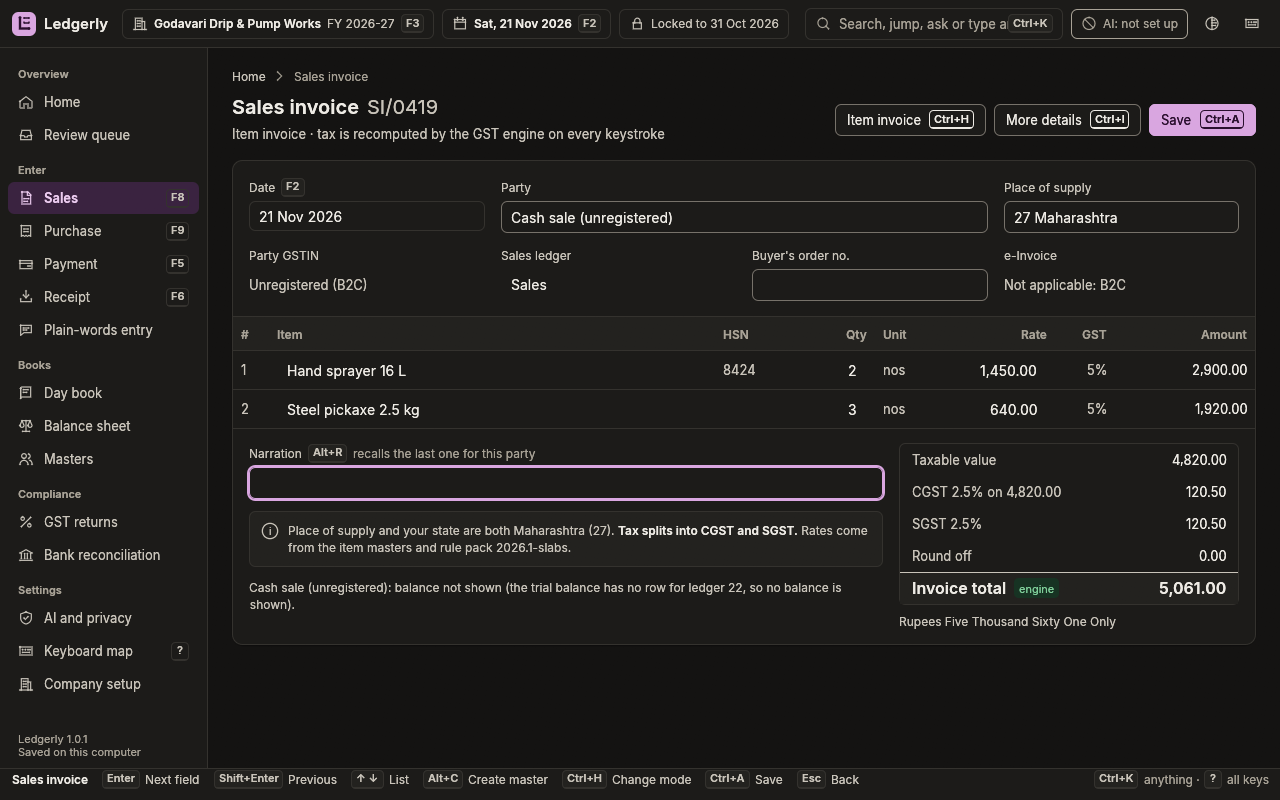 Ledgerly
Godavari Drip & Pump Works FY 2026-27 F3
Sat, 21 Nov 2026 F2
Locked to 31 Oct 2026
Search, jump, ask or type a Ctrl+K
AI: not set up
Overview
Home
Review queue
Enter
Sales F8
Purchase F9
Payment F5
Receipt F6
Plain-words entry
Books
Day book
Balance sheet
Masters
Compliance
GST returns
Bank reconciliation
Settings
AI and privacy
Keyboard map ?
Company setup
Ledgerly 1.0.1
Saved on this computer
Home > Sales invoice
Sales invoice SI/0419
Item invoice · tax is recomputed by the GST engine on every keystroke
Item invoice Ctrl+H
More details Ctrl+I
Save Ctrl+A
Date F2 Party Place of supply
21 Nov 2026 Cash sale (unregistered) 27 Maharashtra
Party GSTIN Sales ledger Buyer's order no. e-Invoice
Unregistered (B2C) Sales Not applicable: B2C
# Item HSN Qty Unit Rate GST Amount
1 Hand sprayer 16 L 8424 2 nos 1,450.00 5% 2,900.00
2 Steel pickaxe 2.5 kg 3 nos 640.00 5% 1,920.00
Narration Alt+R recalls the last one for this party
Place of supply and your state are both Maharashtra (27). Tax splits into CGST and SGST. Rates come
from the item masters and rule pack 2026.1-slabs.
Cash sale (unregistered): balance not shown (the trial balance has no row for ledger 22, so no balance is
shown).
Taxable value 4,820.00
CGST 2.5% on 4,820.00 120.50
SGST 2.5% 120.50
Round off 0.00
Invoice total engine 5,061.00
Rupees Five Thousand Sixty One Only
Sales invoice Enter Next field Shift+Enter Previous ↑ ↓ List Alt+C Create master Ctrl+H Change mode Ctrl+A Save Esc Back Ctrl+K anything · ? all keys